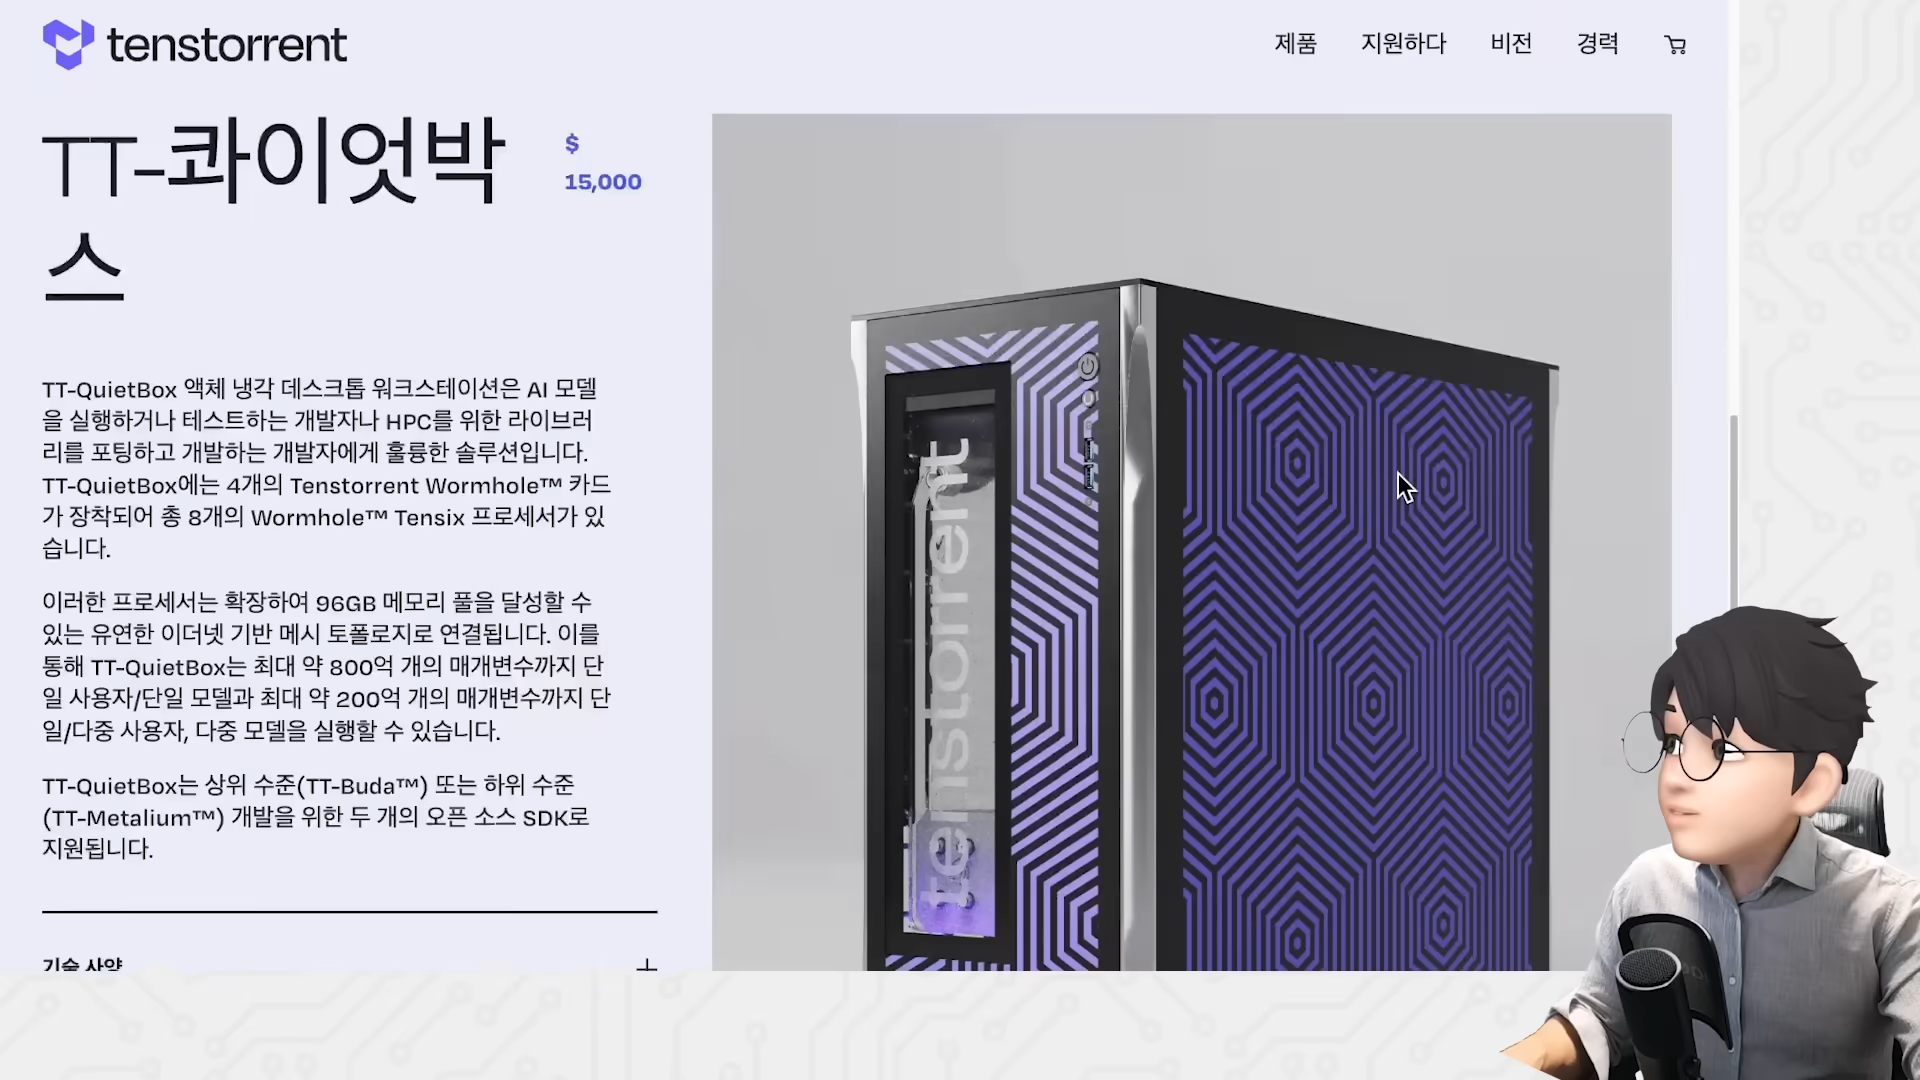 tenstorrent
제품 지원하다 비전 경력
TT-콰이엇박
스
$
15,000
TT-QuietBox 액체 냉각 데스크톱 워크스테이션은 AI 모델
을 실행하거나 테스트하는 개발자나 HPC를 위한 라이브러
리를 포팅하고 개발하는 개발자에게 훌륭한 솔루션입니다.
TT-QuietBox에는 4개의 Tenstorrent Wormhole™ 카드
가 장착되어 총 8개의 Wormhole™ Tensix 프로세서가 있
습니다.
이러한 프로세서는 확장하여 96GB 메모리 풀을 달성할 수
있는 유연한 이더넷 기반 메시 토폴로지로 연결됩니다. 이를
통해 TT-QuietBox는 최대 약 800억 개의 매개변수까지 단
일 사용자/단일 모델과 최대 약 200억 개의 매개변수까지 단
일/다중 사용자, 다중 모델을 실행할 수 있습니다.
TT-QuietBox는 상위 수준(TT-Buda™) 또는 하위 수준
(TT-Metalium™) 개발을 위한 두 개의 오픈 소스 SDK로
지원됩니다.
기술 사양
tenstorrent